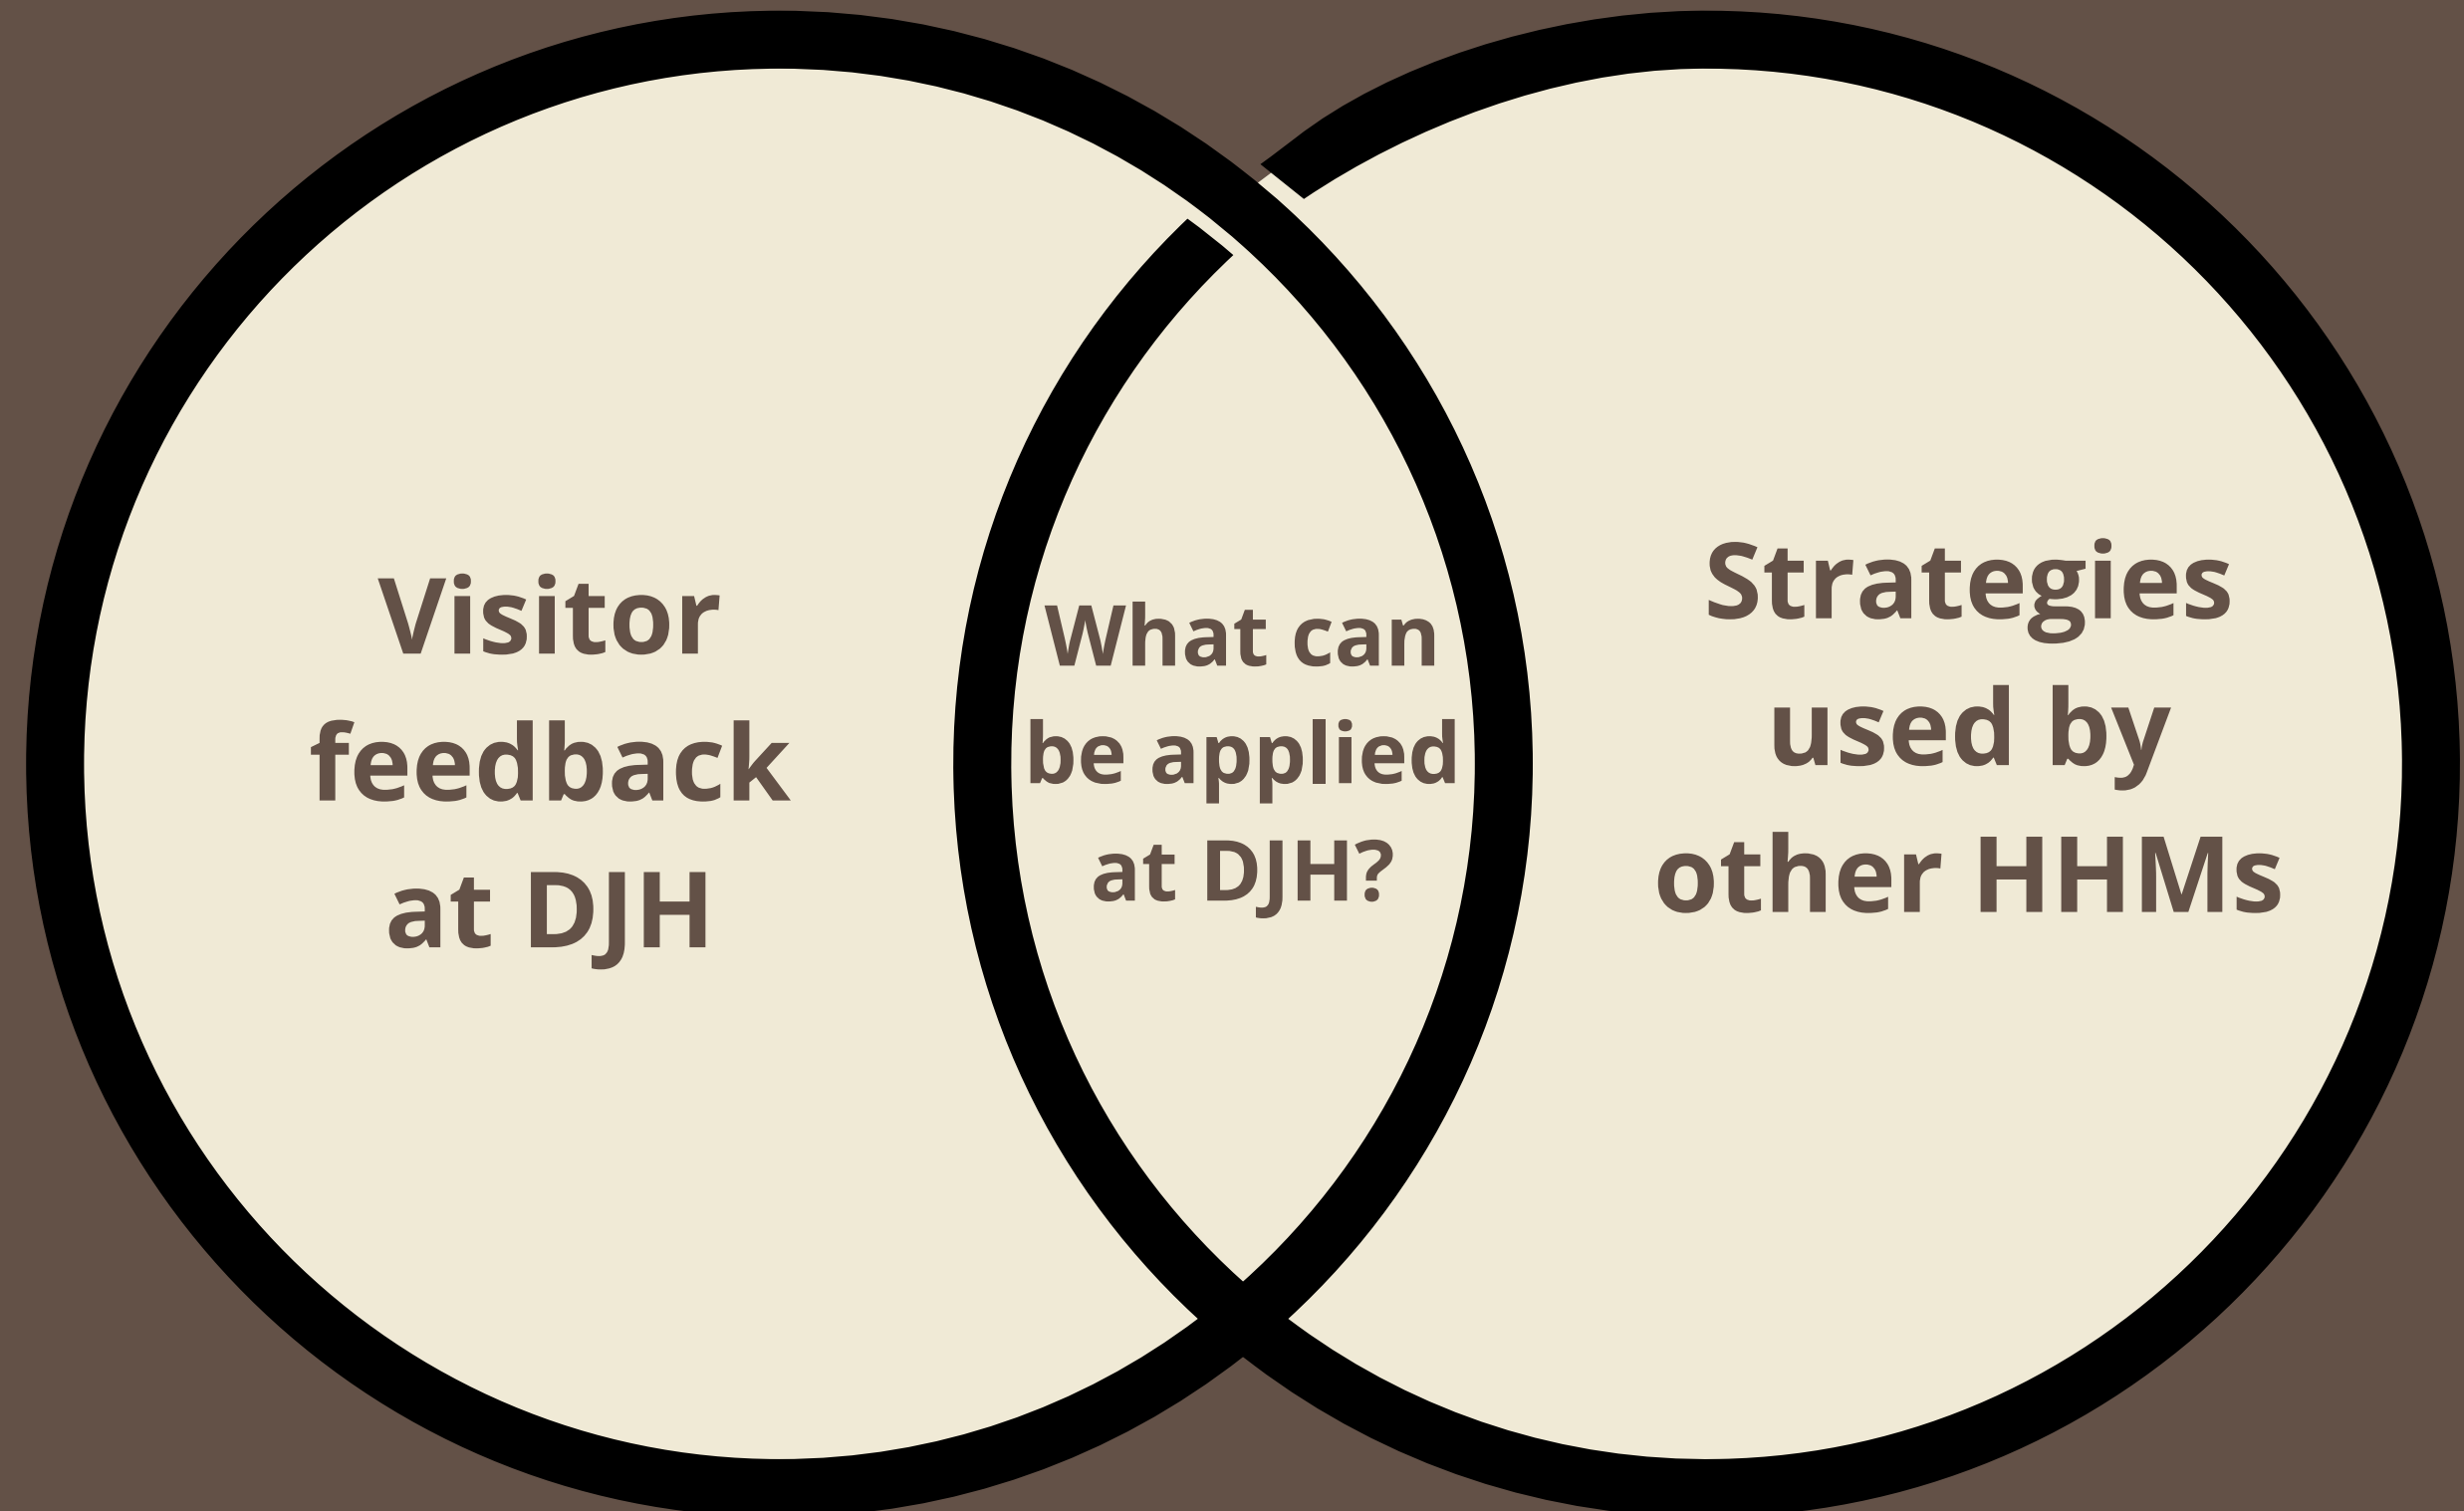 Visitor
feedback
at DJH
What can
be applied
at DJH?
Strategies
used by
other HHMs